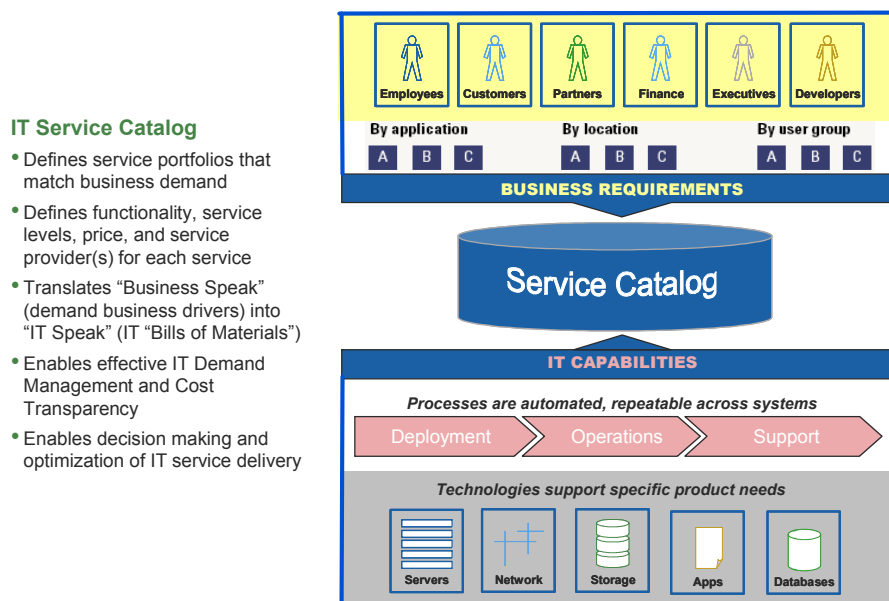 IT Service Catalog
• Defines service portfolios that
match business demand
• Defines functionality, service
levels, price, and service
provider(s) for each service
• Translates “Business Speak”
(demand business drivers) into
“IT Speak” (IT “Bills of Materials”)
• Enables effective IT Demand
Management and Cost
Transparency
• Enables decision making and
optimization of IT service delivery
Employees Customers Partners Finance Executives Developers
By application By location By user group
A B C A B C A B C
BUSINESS REQUIREMENTS
Service Catalog
IT CAPABILITIES
Processes are automated, repeatable across systems
Deployment Operations Support
Technologies support specific product needs
Servers Network Storage Apps Databases